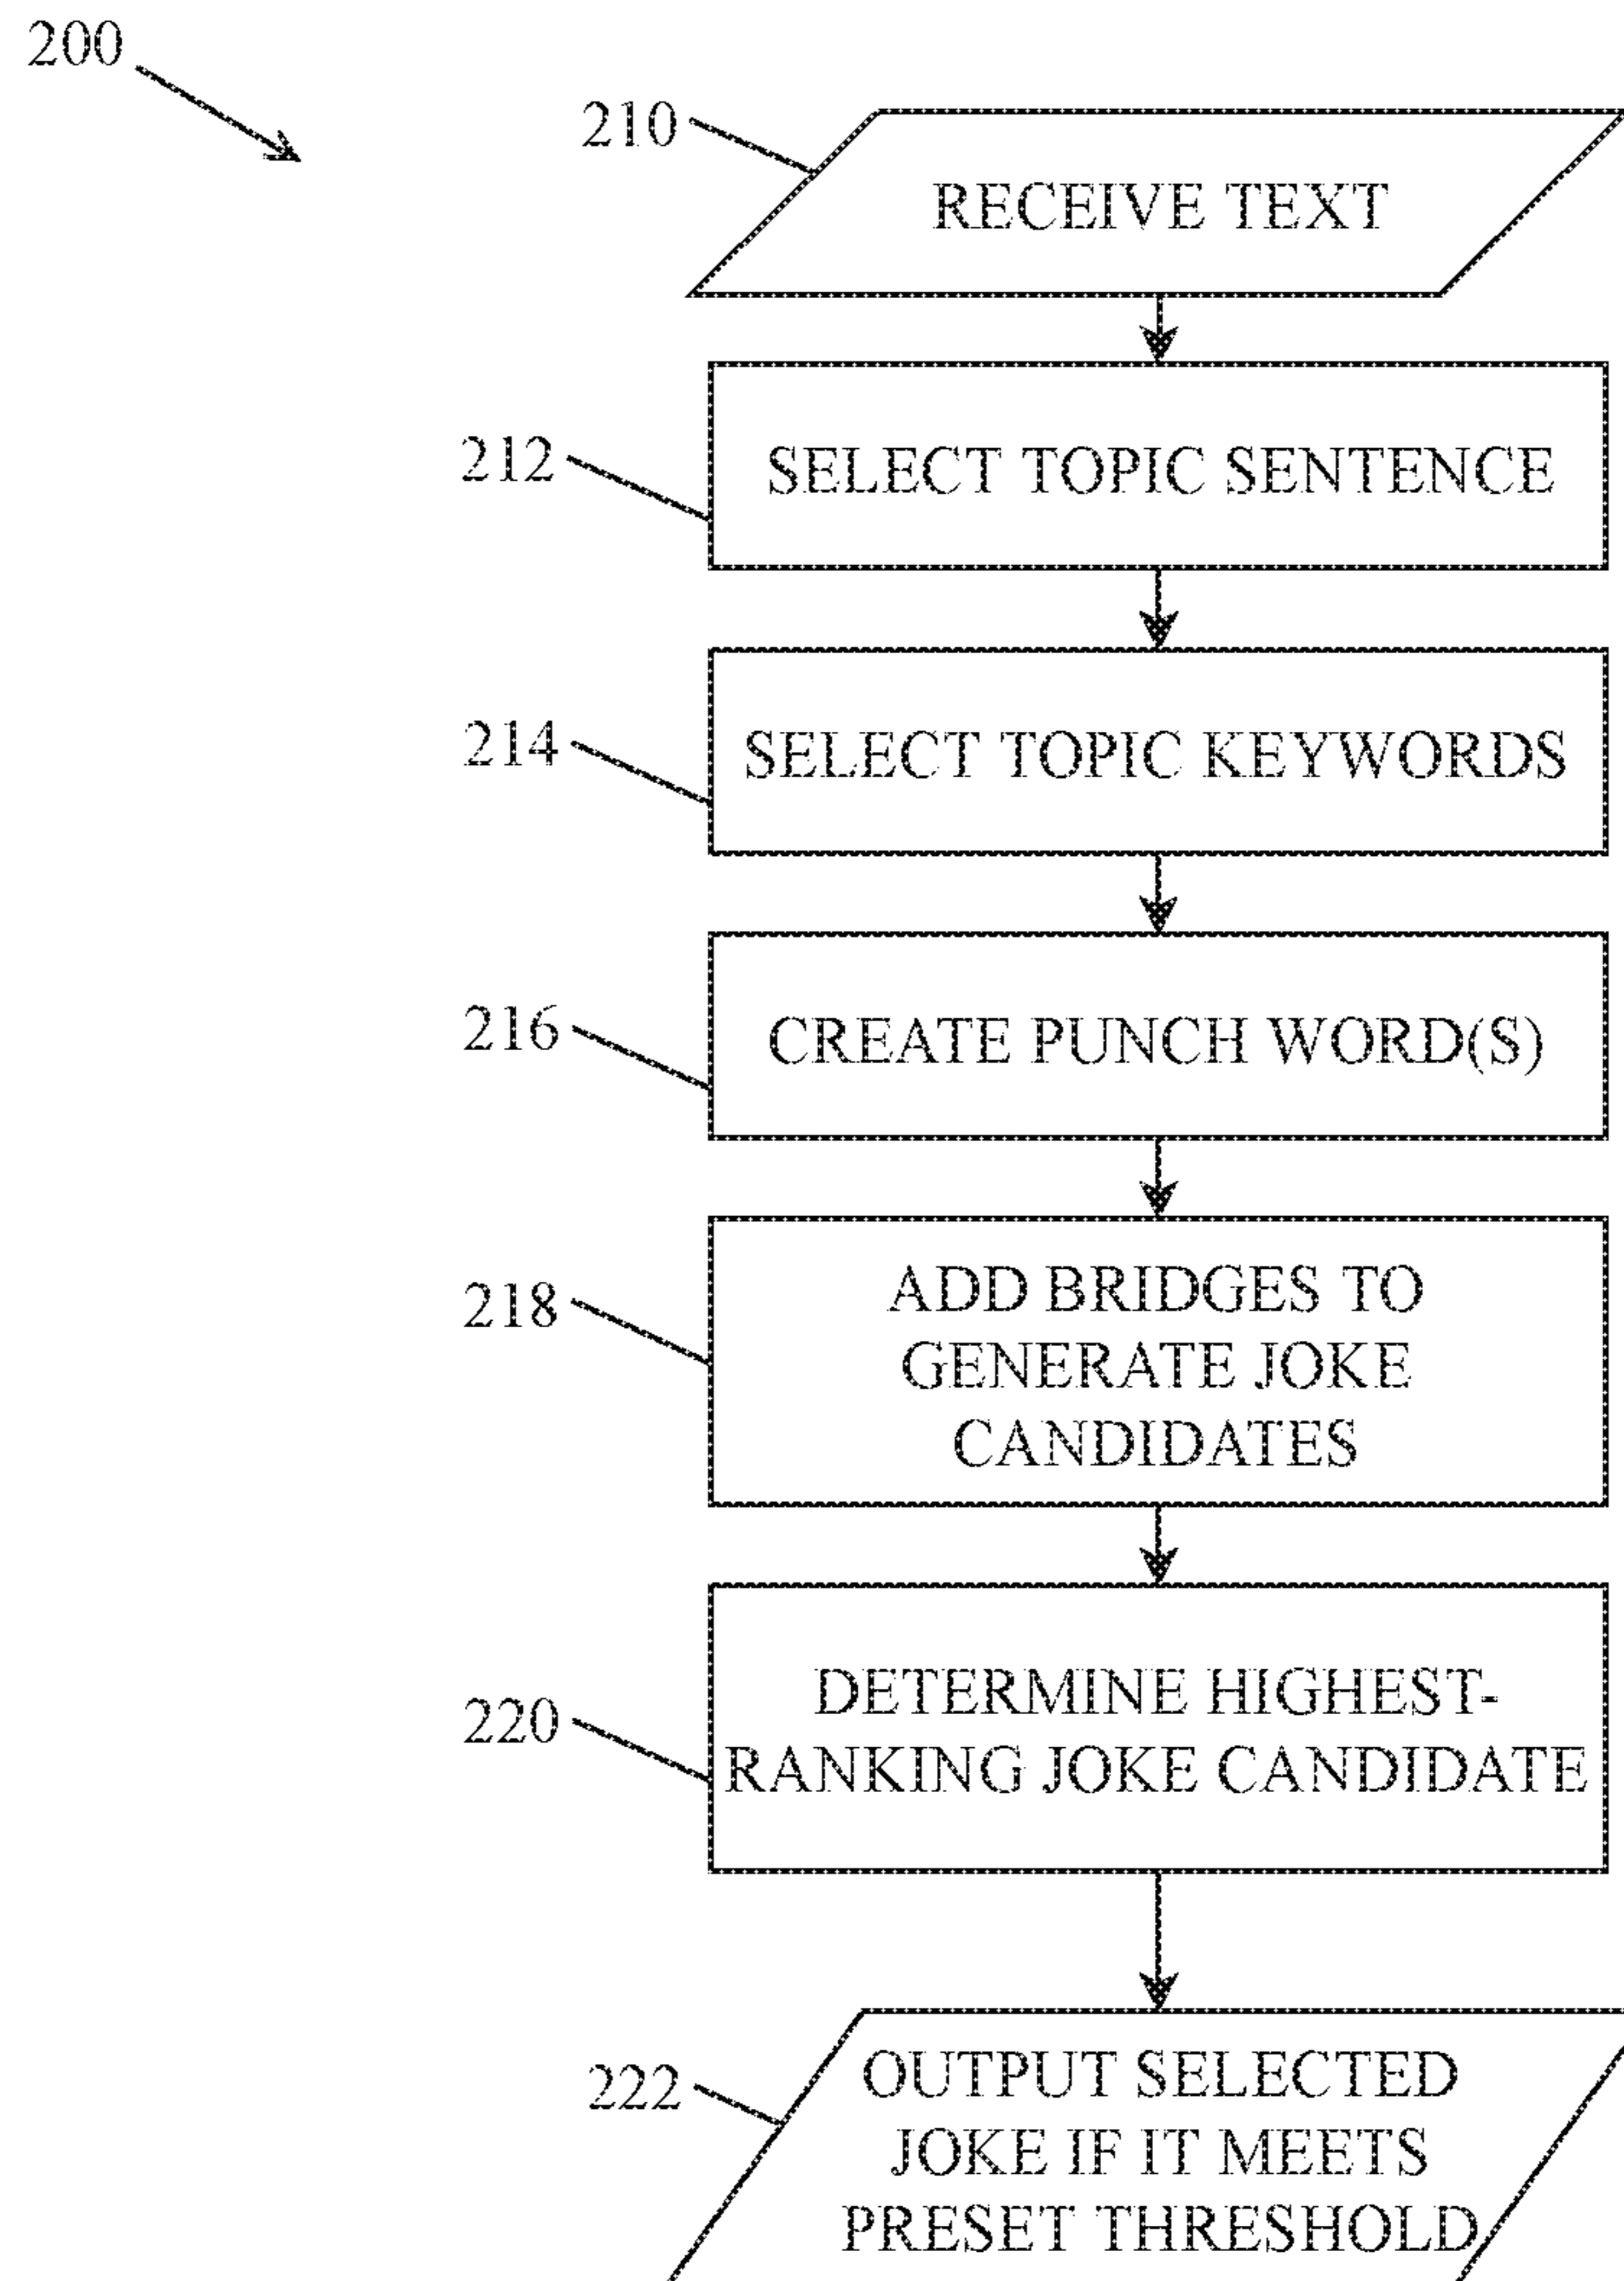 200
210
RECEIVE TEXT
212
SELECT TOPIC SENTENCE
214
SELECT TOPIC KEYWORDS
216
CREATE PUNCH WORD(S)
218
ADD BRIDGES TO
GENERATE JOKE
CANDIDATES
220
DETERMINE HIGHEST-
RANKING JOKE CANDIDATE
222
OUTPUT SELECTED
JOKE IF IT MEETS
PRESET THRESHOLD